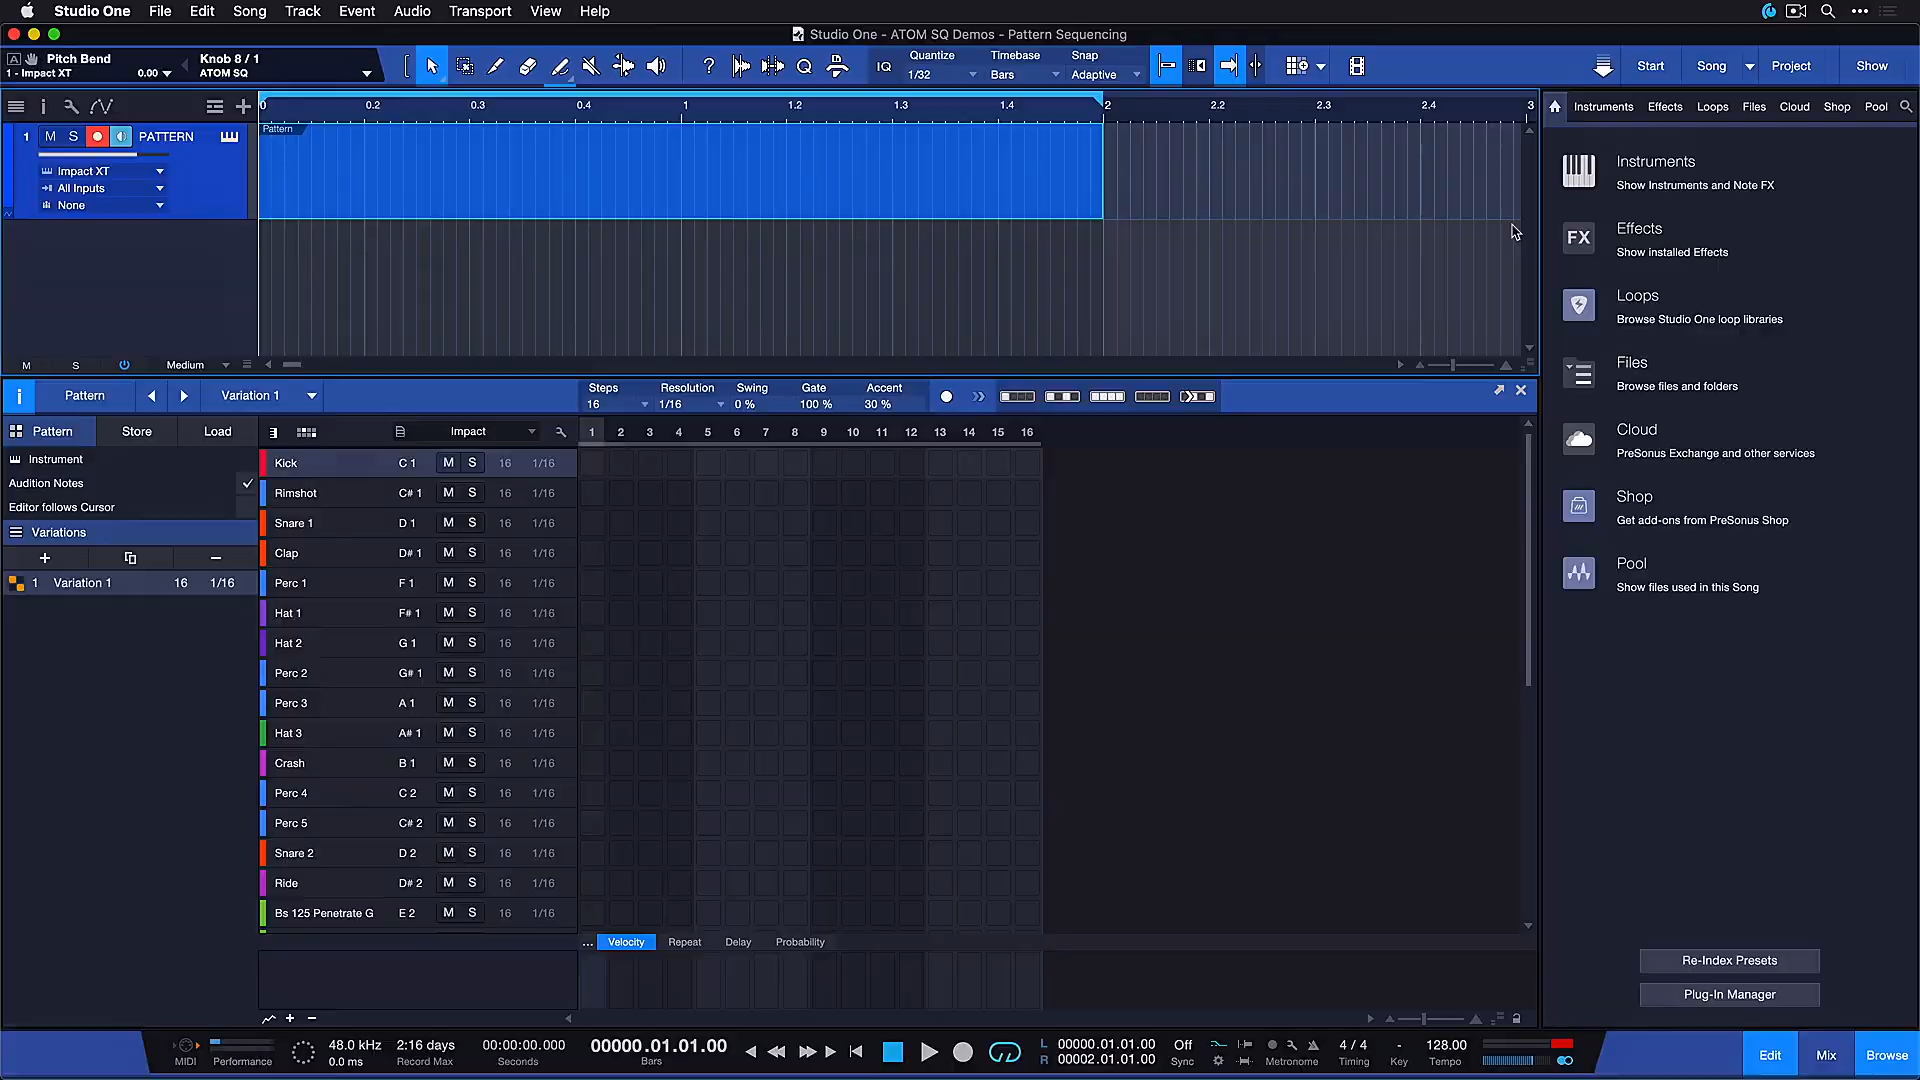 Studio One File Edit Song Track Event Audio Transport View Help
Studio One - ATOM SQ Demos - Pattern Sequencing
A Pitch Bend Knob 8 / 1
1 - Impact XT 0.00 ATOM SQ
IQ Quantize Timebase Snap
1/32 Bars Adaptive
Start Song Project Show
0 0.2 0.3 0.4 1 1.2 1.3 1.4 2 2.2 2.3 2.4 3
Instruments Effects Loops Files Cloud Shop Pool
1 M S PATTERN
Pattern
Impact XT
All Inputs
None
M S Medium
Instruments
Show Instruments and Note FX
FX Effects
Show installed Effects
Loops
Browse Studio One loop libraries
Files
Browse files and folders
Cloud
PreSonus Exchange and other services
Shop
Get add-ons from PreSonus Shop
Pool
Show files used in this Song
Re-Index Presets
Plug-In Manager
i Pattern Variation 1
Steps Resolution Swing Gate Accent
16 1/16 0 % 100 % 30 %
Pattern Store Load
Instrument
Audition Notes
Editor follows Cursor
Variations
1 Variation 1 16 1/16
Impact
1 2 3 4 5 6 7 8 9 10 11 12 13 14 15 16
Kick C 1 M S 16 1/16
Rimshot C# 1 M S 16 1/16
Snare 1 D 1 M S 16 1/16
Clap D# 1 M S 16 1/16
Perc 1 F 1 M S 16 1/16
Hat 1 F# 1 M S 16 1/16
Hat 2 G 1 M S 16 1/16
Perc 2 G# 1 M S 16 1/16
Perc 3 A 1 M S 16 1/16
Hat 3 A# 1 M S 16 1/16
Crash B 1 M S 16 1/16
Perc 4 C 2 M S 16 1/16
Perc 5 C# 2 M S 16 1/16
Snare 2 D 2 M S 16 1/16
Ride D# 2 M S 16 1/16
Bs 125 Penetrate G E 2 M S 16 1/16
... Velocity Repeat Delay Probability
MIDI Performance
48.0 kHz
0.0 ms
2:16 days
Record Max
00:00:00.000
Seconds
00000.01.01.00
Bars
L 00000.01.01.00
R 00002.01.01.00
Off
Sync
Metronome
4 / 4
Timing
-
Key
128.00
Tempo
Edit Mix Browse